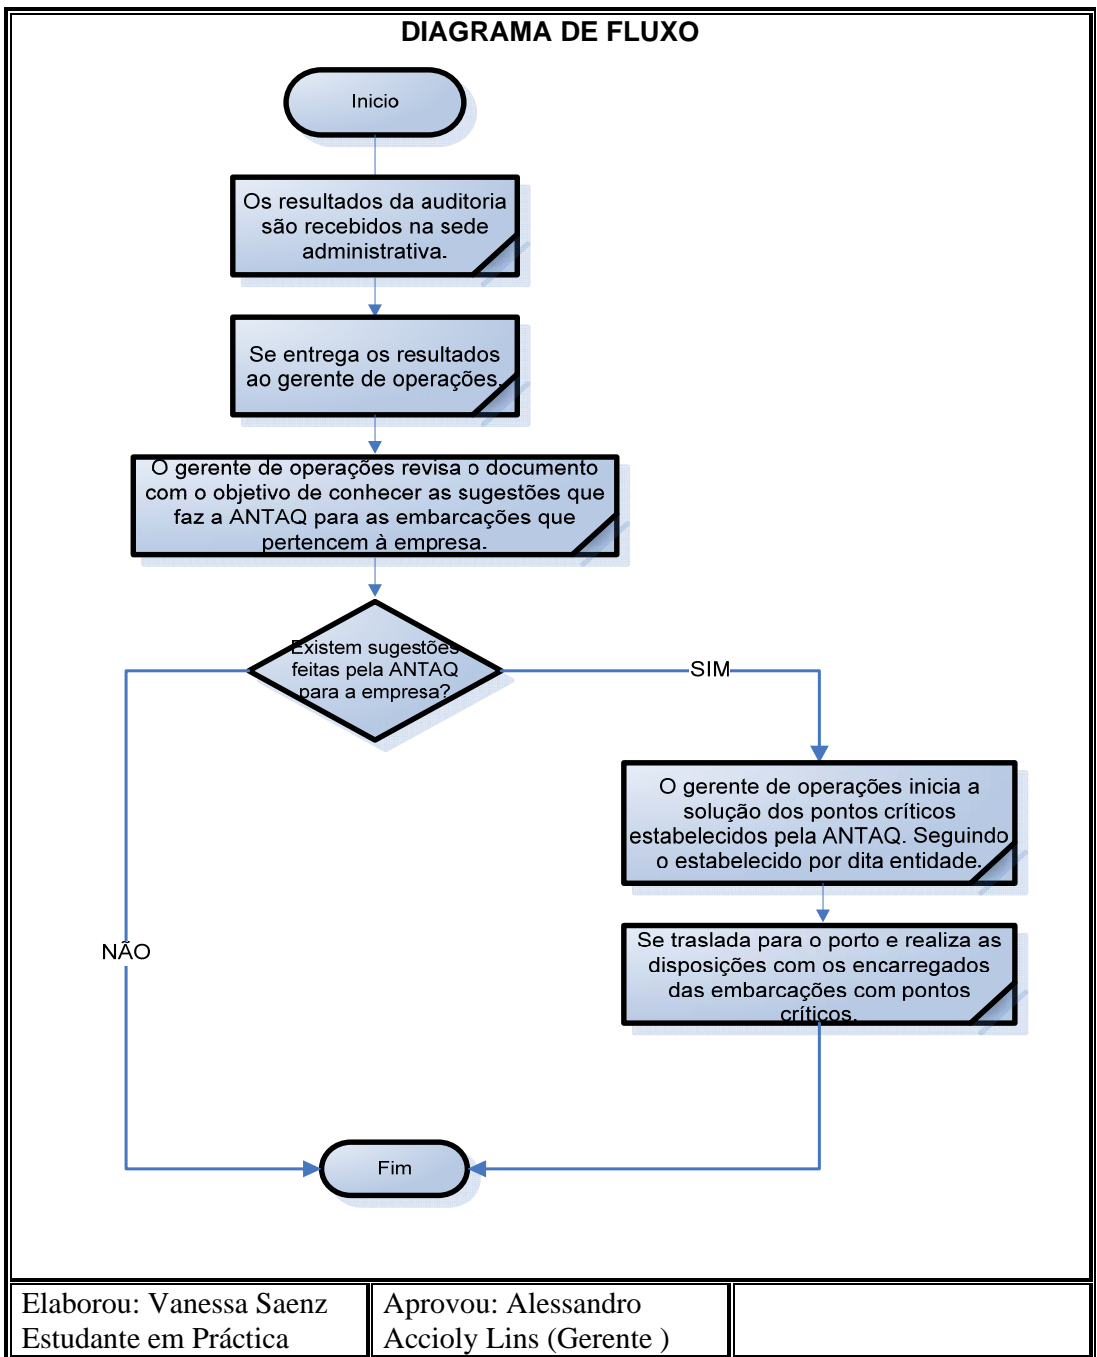 DIAGRAMA DE FLUXO
Inicio
Os resultados da auditoria
são recebidos na sede
administrativa.
Se entrega os resultados
ao gerente de operações.
O gerente de operações revisa o documento
com o objetivo de conhecer as sugestões que
faz a ANTAQ para as embarcações que
pertencem à empresa.
Existem sugestões
feitas pela ANTAQ
para a empresa?
SIM
O gerente de operações inicia a
solução dos pontos críticos
estabelecidos pela ANTAQ. Seguindo
o estabelecido por dita entidade.
NÃO
Se traslada para o porto e realiza as
disposições com os encarregados
das embarcações com pontos
críticos.
Fim
Elaborou: Vanessa Saenz
Estudante em Práctica
Aprovou: Alessandro
Accioly Lins (Gerente )